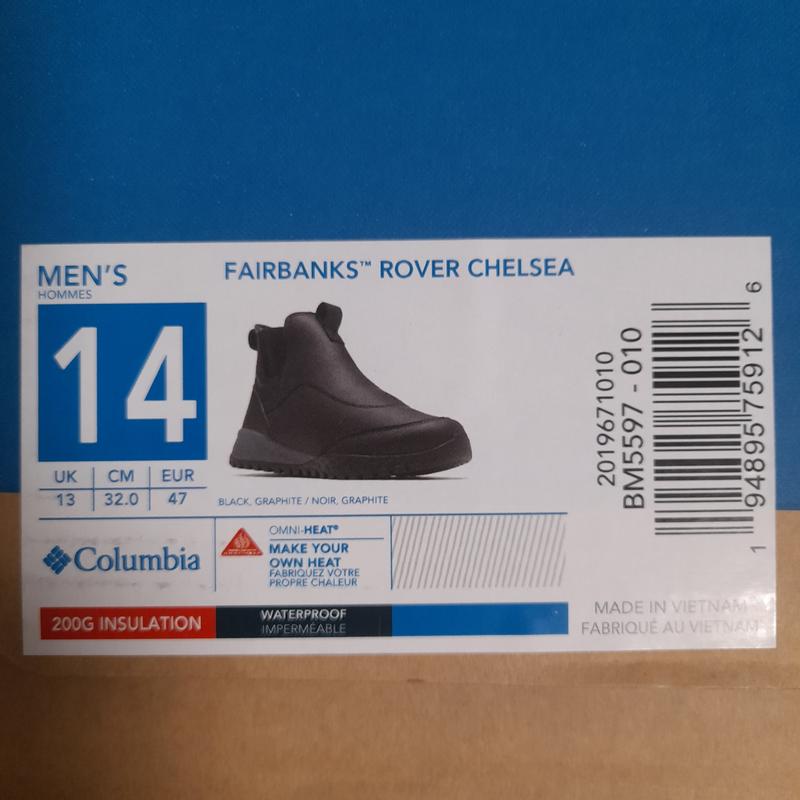 MEN'S
HOMMES
14
UK CM EUR
13 32.0 47
FAIRBANKS™ ROVER CHELSEA
BLACK, GRAPHITE / NOIR, GRAPHITE
Columbia
OMNI-HEAT®
MAKE YOUR
OWN HEAT
FABRIQUEZ VOTRE
PROPRE CHALEUR
200G INSULATION
WATERPROOF
IMPERMÉABLE
2019671010
BM5597 - 010
1 94895 75912 6
MADE IN VIETNAM
FABRIQUÉ AU VIETNAM